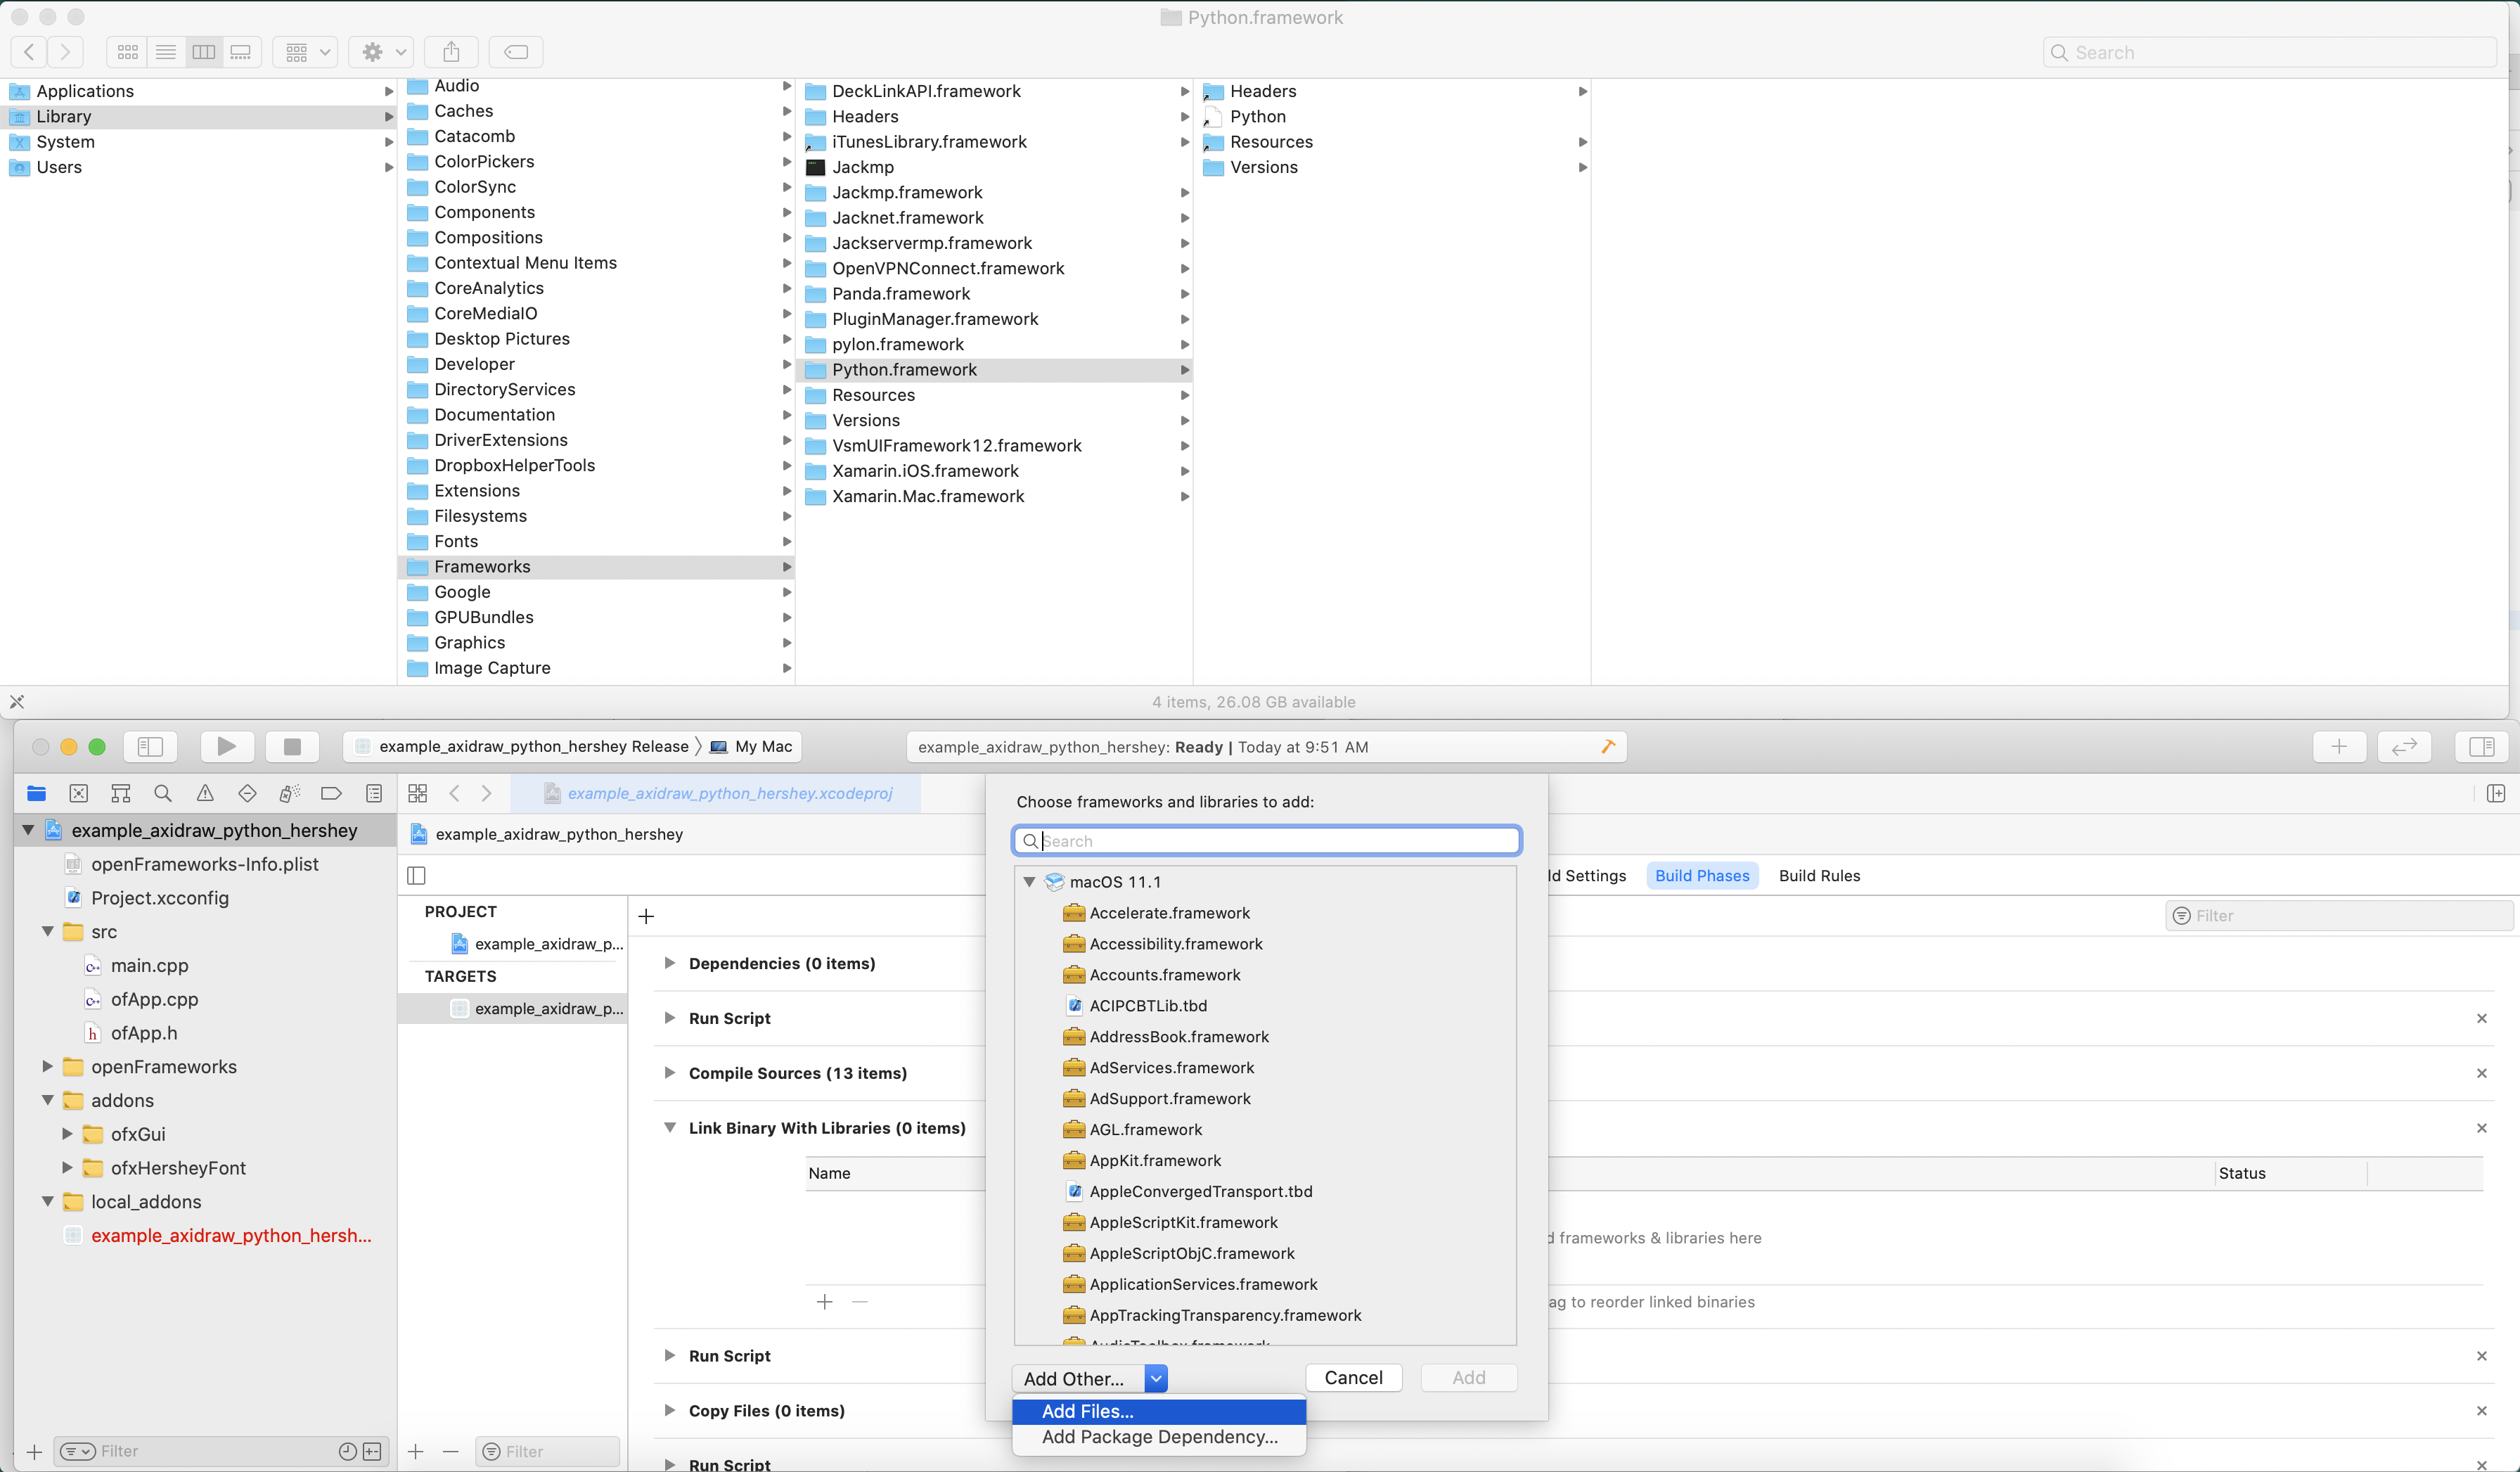 Python.framework
Search
Applications
Library
System
Users
Audio
Caches
Catacomb
ColorPickers
ColorSync
Components
Compositions
Contextual Menu Items
CoreAnalytics
CoreMediaIO
Desktop Pictures
Developer
DirectoryServices
Documentation
DriverExtensions
DropboxHelperTools
Extensions
Filesystems
Fonts
Frameworks
Google
GPUBundles
Graphics
Image Capture
DeckLinkAPI.framework
Headers
iTunesLibrary.framework
Jackmp
Jackmp.framework
Jacknet.framework
Jackservermp.framework
OpenVPNConnect.framework
Panda.framework
PluginManager.framework
pylon.framework
Python.framework
Resources
Versions
VsmUIFramework12.framework
Xamarin.iOS.framework
Xamarin.Mac.framework
Headers
Python
Resources
Versions
4 items, 26.08 GB available
example_axidraw_python_hershey Release
My Mac
example_axidraw_python_hershey: Ready | Today at 9:51 AM
example_axidraw_python_hershey
openFrameworks-Info.plist
Project.xcconfig
src
main.cpp
ofApp.cpp
ofApp.h
openFrameworks
addons
ofxGui
ofxHersheyFont
local_addons
example_axidraw_python_hersh...
Filter
example_axidraw_python_hershey.xcodeproj
example_axidraw_python_hershey
PROJECT
example_axidraw_p...
TARGETS
example_axidraw_p...
Filter
ld Settings
Build Phases
Build Rules
Filter
Dependencies (0 items)
Run Script
Compile Sources (13 items)
Link Binary With Libraries (0 items)
Name
Status
d frameworks & libraries here
ag to reorder linked binaries
Run Script
Copy Files (0 items)
Run Script
Choose frameworks and libraries to add:
Search
macOS 11.1
Accelerate.framework
Accessibility.framework
Accounts.framework
ACIPCBTLib.tbd
AddressBook.framework
AdServices.framework
AdSupport.framework
AGL.framework
AppKit.framework
AppleConvergedTransport.tbd
AppleScriptKit.framework
AppleScriptObjC.framework
ApplicationServices.framework
AppTrackingTransparency.framework
AudioToolbox.framework
Add Other...
Cancel
Add
Add Files...
Add Package Dependency...